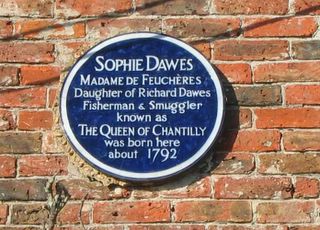 SOPHIE DAWES
MADAME DE FEUCHÈRES
Daughter of Richard Dawes
Fisherman & Smuggler
known as
THE QUEEN OF CHANTILLY
was born here
about 1792